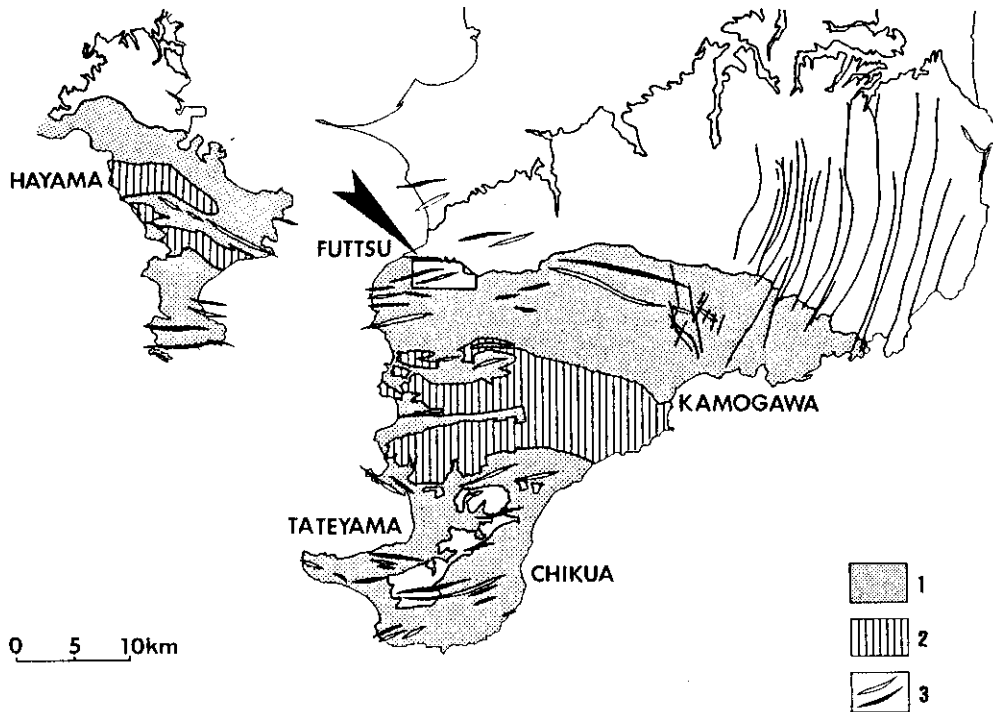 HAYAMA
FUTTSU
KAMOGAWA
TATEYAMA
CHIKUA
1
2
3
0 5 10km